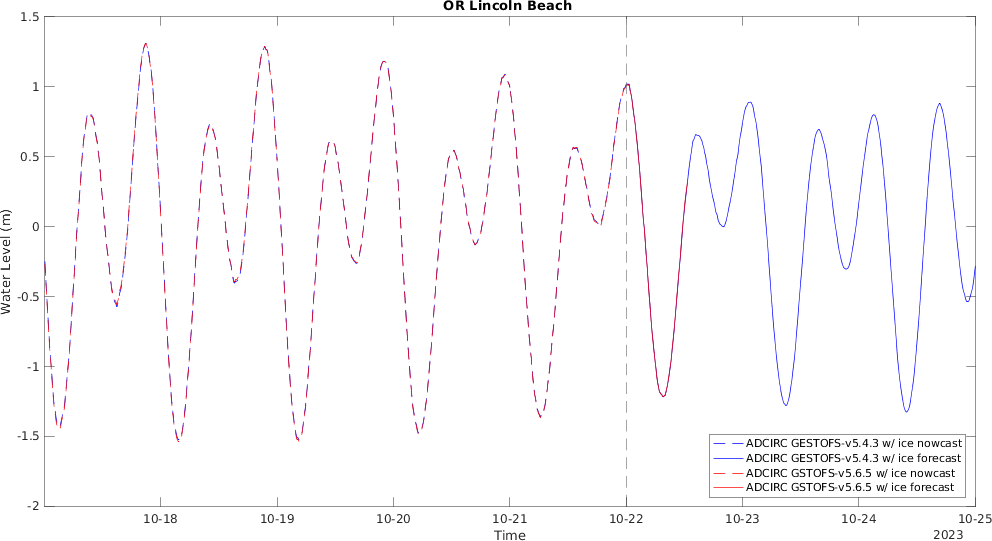 OR Lincoln Beach
1.5
1
0.5
0
-0.5
-1
-1.5
-2
Water Level (m)
10-18
10-19
10-20
10-21
10-22
10-23
10-24
10-25
2023
Time
ADCIRC GESTOFS-v5.4.3 w/ ice nowcast
ADCIRC GESTOFS-v5.4.3 w/ ice forecast
ADCIRC GSTOFS-v5.6.5 w/ ice nowcast
ADCIRC GSTOFS-v5.6.5 w/ ice forecast